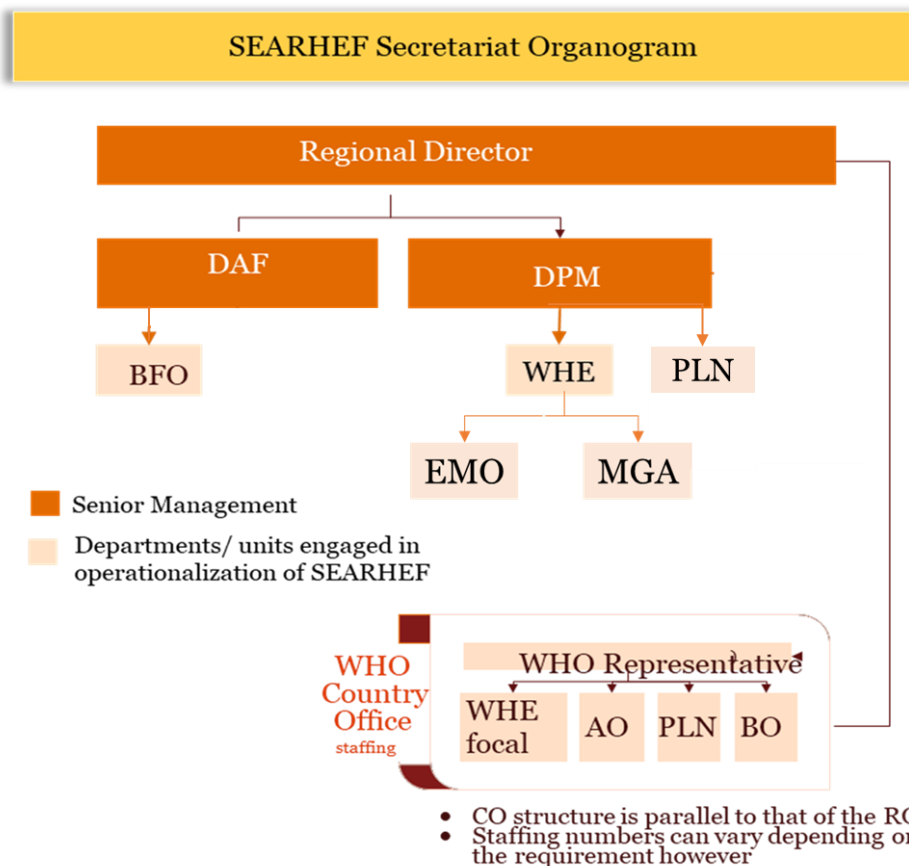 SEARHEF Secretariat Organogram
Regional Director
DAF
DPM
BFO
WHE
PLN
EMO
MGA
Senior Management
Departments/ units engaged in
operationalization of SEARHEF
WHO
Country
Office
staffing
WHO Representative
WHE
focal
AO
PLN
BO
• CO structure is parallel to that of the
• Staffing numbers can vary depending
the requirement however